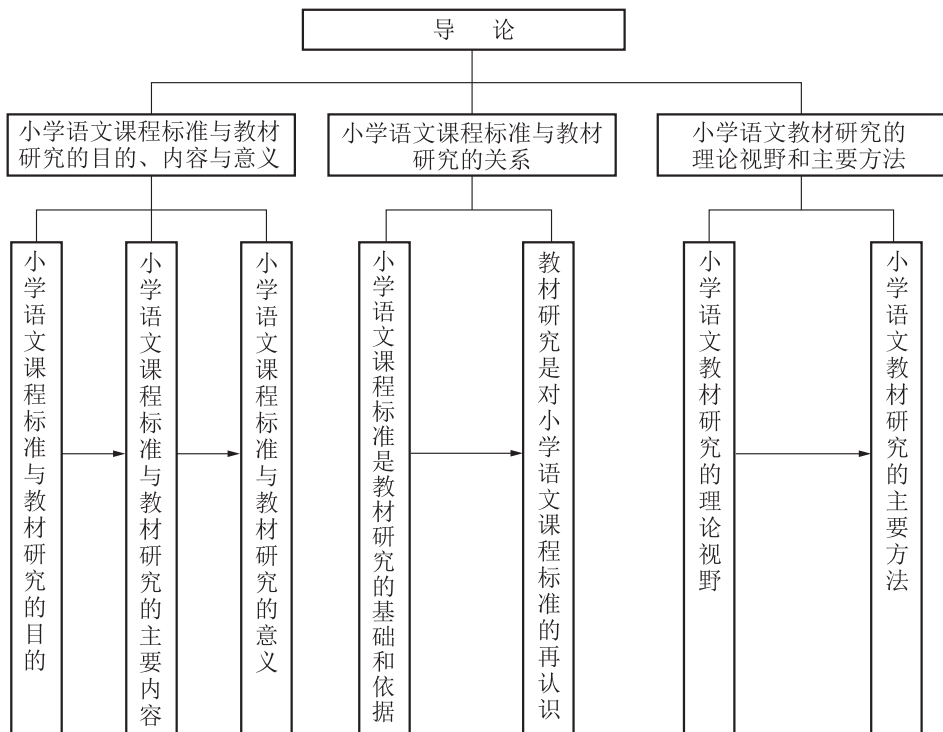 导 论
小学语文课程标准与教材
研究的目的、内容与意义
小学语文课程标准与教材
研究的关系
小学语文教材研究的
理论视野和主要方法
小学语文课程标准与教材研究的目的
小学语文课程标准与教材研究的主要内容
小学语文课程标准与教材研究的意义
小学语文课程标准是教材研究的基础和依据
教材研究是对小学语文课程标准的再认识
小学语文教材研究的理论视野
小学语文教材研究的主要方法